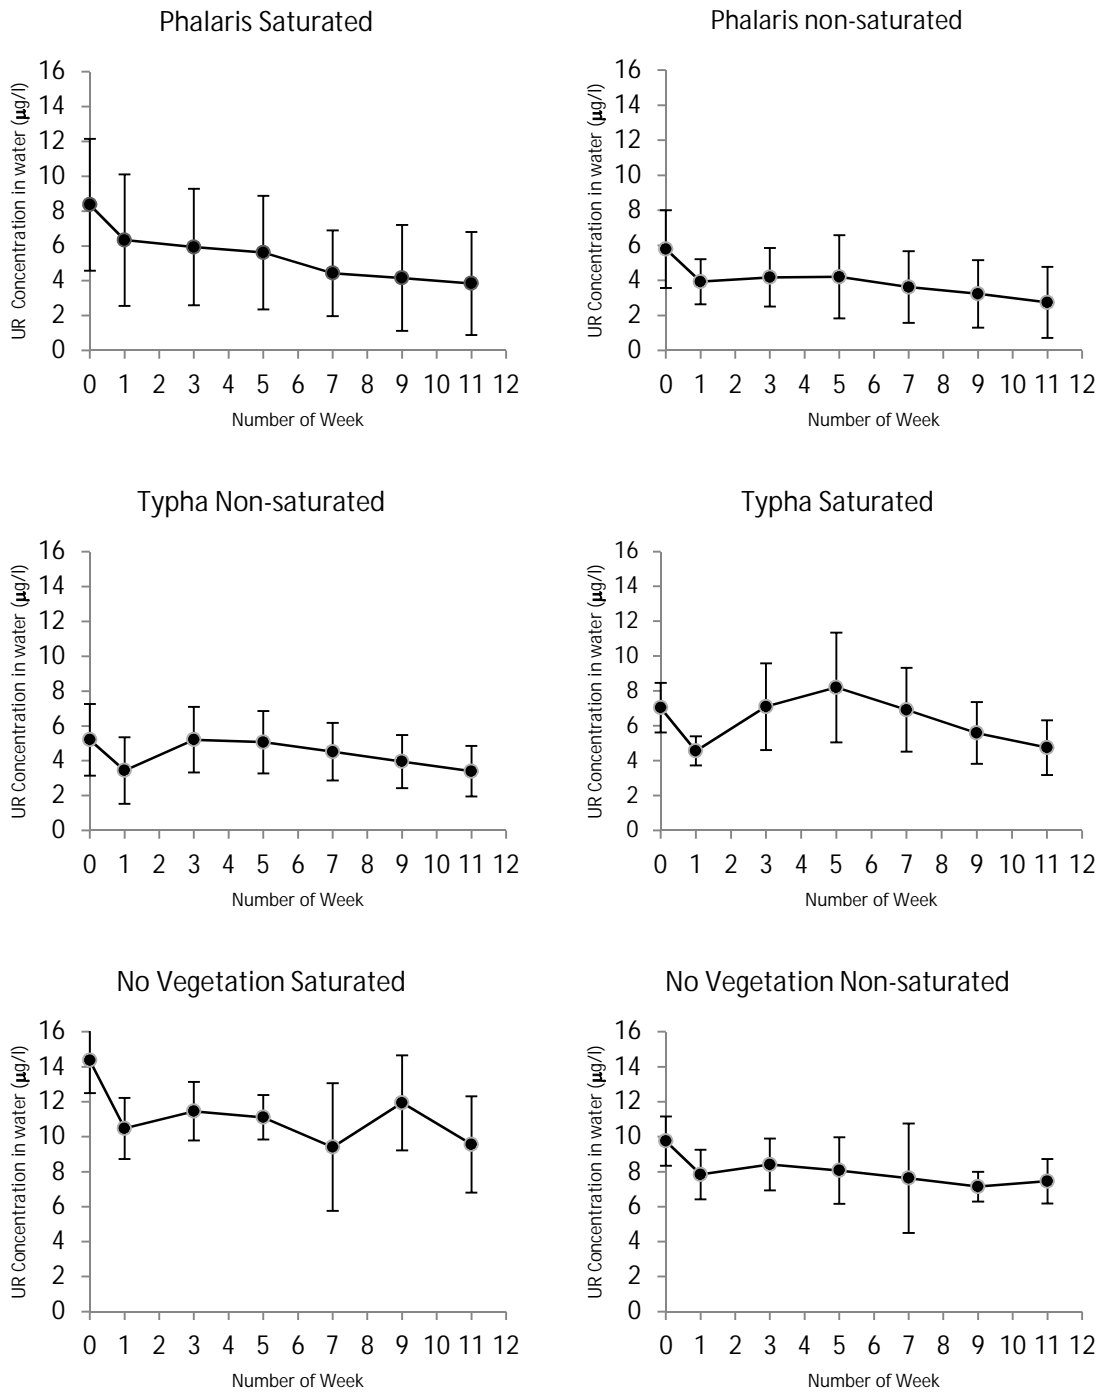 Phalaris Saturated
UR Concentration in water (µg/l)
16
14
12
10
8
6
4
2
0
0 1 2 3 4 5 6 7 8 9 10 11 12
Number of Week
Phalaris non-saturated
UR Concentration in water (µg/l)
16
14
12
10
8
6
4
2
0
0 1 2 3 4 5 6 7 8 9 10 11 12
Number of Week
Typha Non-saturated
UR Concentration in water (µg/l)
16
14
12
10
8
6
4
2
0
0 1 2 3 4 5 6 7 8 9 10 11 12
Number of Week
Typha Saturated
UR Concentration in water (µg/l)
16
14
12
10
8
6
4
2
0
0 1 2 3 4 5 6 7 8 9 10 11 12
Number of Week
No Vegetation Saturated
UR Concentration in water (µg/l)
16
14
12
10
8
6
4
2
0
0 1 2 3 4 5 6 7 8 9 10 11 12
Number of Week
No Vegetation Non-saturated
UR Concentration in water (µg/l)
16
14
12
10
8
6
4
2
0
0 1 2 3 4 5 6 7 8 9 10 11 12
Number of Week